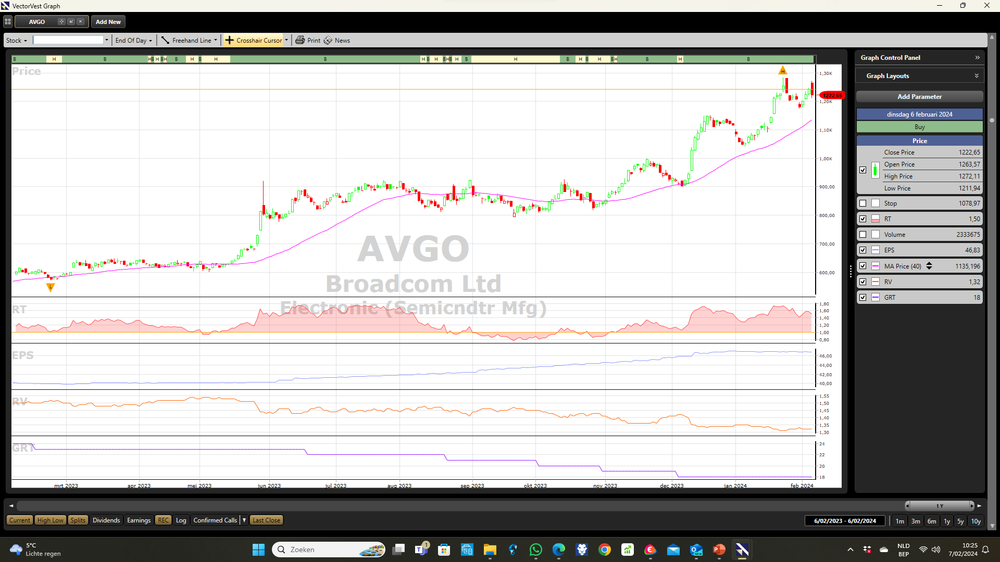 VectorVest Graph
AVGO
Add New
Stock
End Of Day
Freehand Line
Crosshair Cursor
Print
News
B H B H B H B H B H B H B H B H B H B H B H B H B H B H B H B H B
Price
1,30K
1,20K
1,10K
1,00K
900,00
800,00
700,00
600,00
1222,65
H
L
AVGO
Broadcom Ltd
Electronic (Semicndtr Mfg)
RT
1,80
1,60
1,40
1,20
1,00
0,80
EPS
46,00
44,00
42,00
40,00
RV
1,55
1,50
1,45
1,40
1,35
1,30
GRT
24
22
20
18
mrt 2023 apr 2023 mei 2023 jun 2023 jul 2023 aug 2023 sep 2023 okt 2023 nov 2023 dec 2023 jan 2024 feb 2024
Graph Control Panel
Graph Layouts
Add Parameter
dinsdag 6 februari 2024
Buy
Price
Close Price 1222,65
Open Price 1263,57
High Price 1272,11
Low Price 1211,94
Stop 1078,97
RT 1,50
Volume 2333675
EPS 46,83
MA Price (40) 1135,196
RV 1,32
GRT 18
1 Y
Current
High Low
Splits
Dividends
Earnings
REC
Log
Confirmed Calls
Last Close
6/02/2023 - 6/02/2024
1m
3m
6m
1y
5y
10y
5°C
Lichte regen
Zoeken
1
NEW
NLD
BEP
10:25
7/02/2024